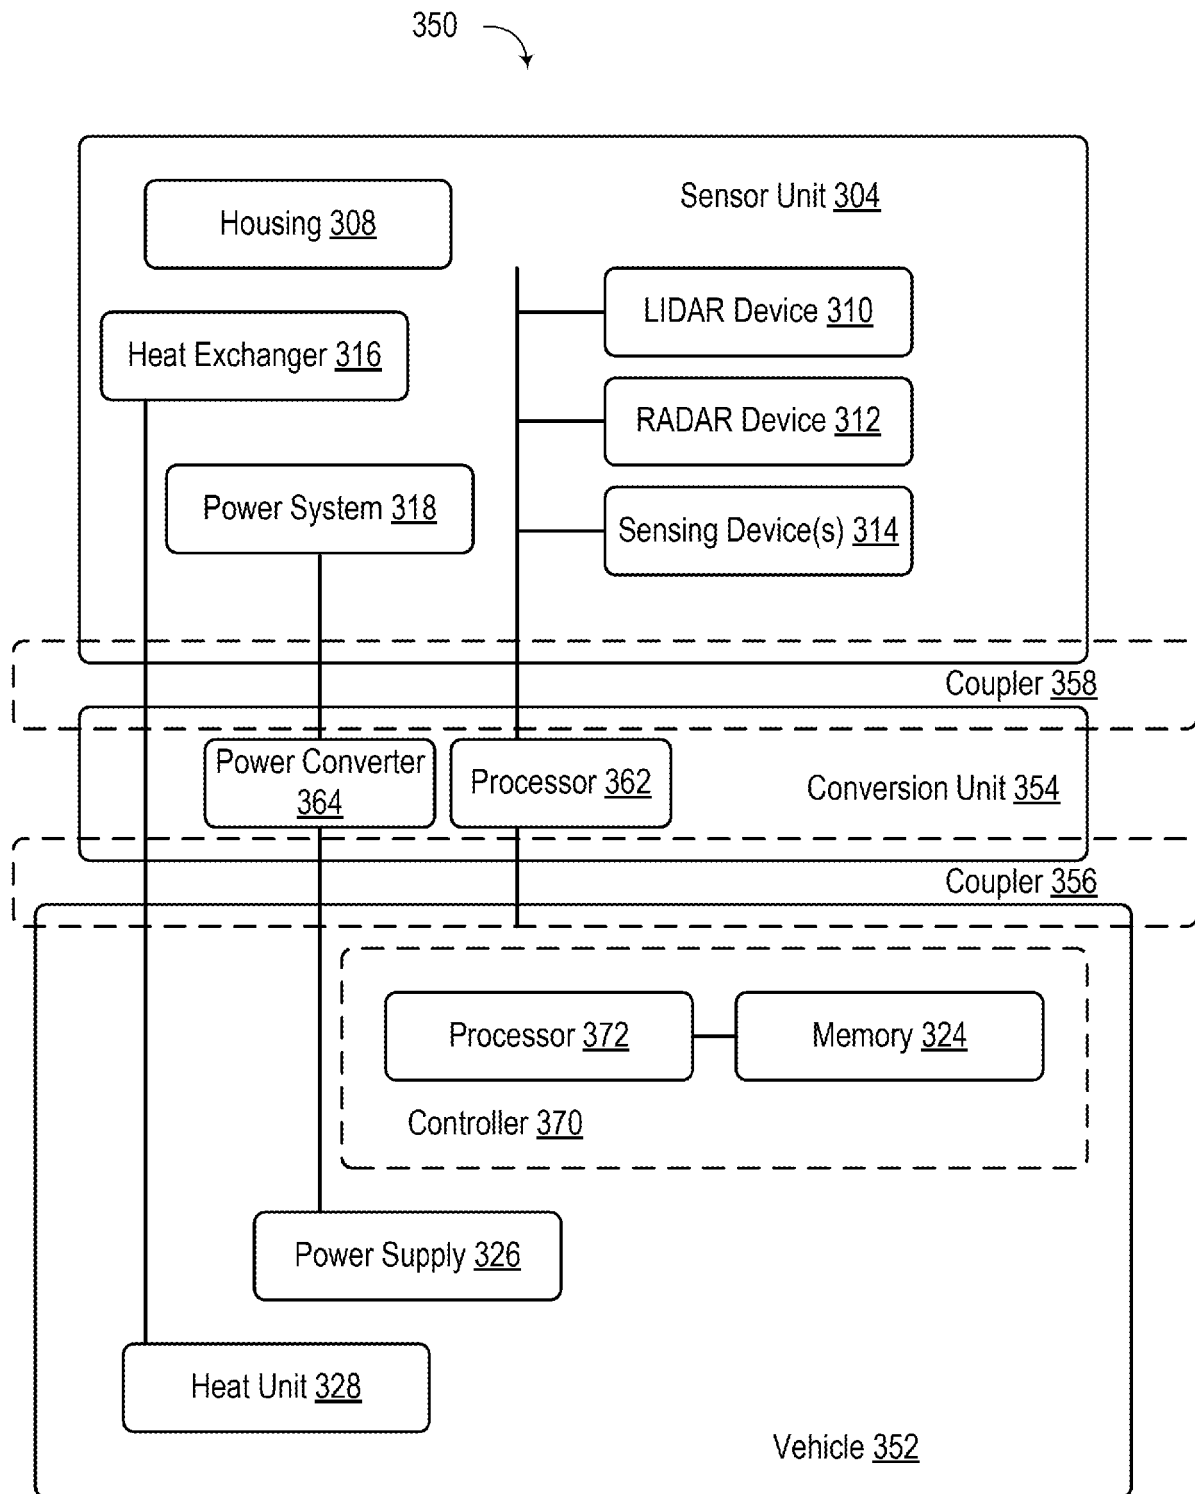 350
Sensor Unit 304
Housing 308
LIDAR Device 310
Heat Exchanger 316
RADAR Device 312
Power System 318
Sensing Device(s) 314
Coupler 358
Power Converter
364
Processor 362
Conversion Unit 354
Coupler 356
Processor 372
Memory 324
Controller 370
Power Supply 326
Heat Unit 328
Vehicle 352